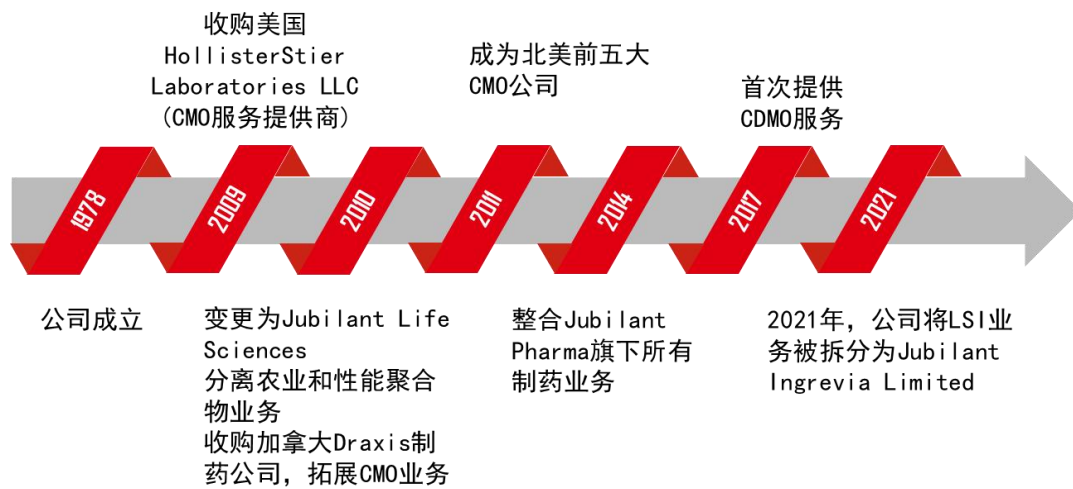 收购美国
HollisterStier
Laboratories LLC
(CMO服务提供商)
成为北美前五大
CMO公司
首次提供
CDMO服务
1978
2009
2010
2011
2014
2017
2021
公司成立
变更为Jubilant Life
Sciences
分离农业和性能聚合
物业务
收购加拿大Draxis制
药公司，拓展CMO业务
整合Jubilant
Pharma旗下所有
制药业务
2021年，公司将LSI业
务被拆分为Jubilant
Ingrevia Limited